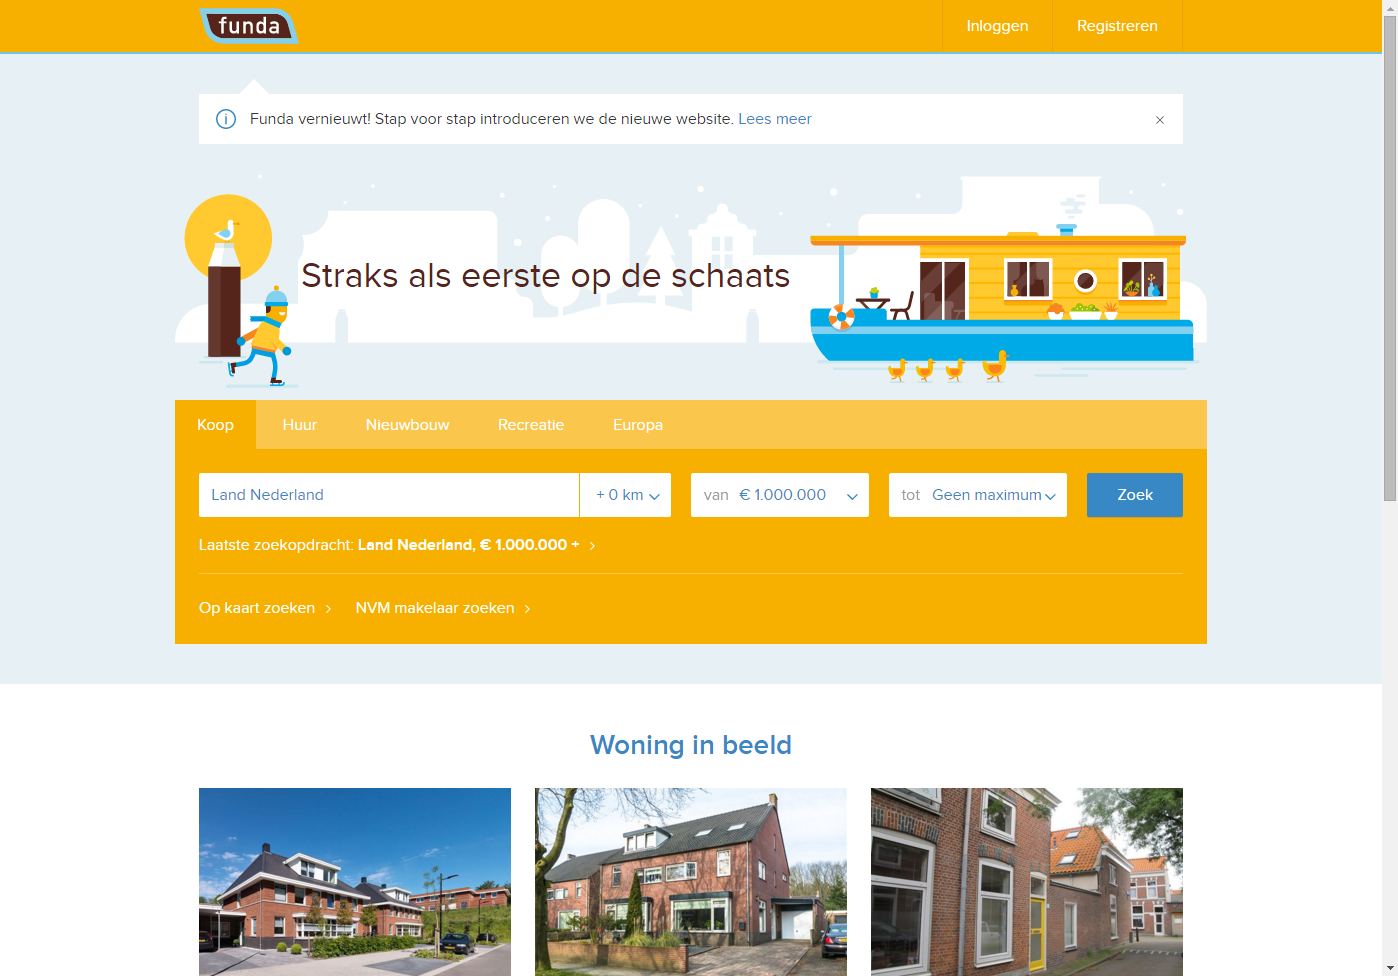 funda
Inloggen
Registreren
Funda vernieuwt! Stap voor stap introduceren we de nieuwe website. Lees meer
Straks als eerste op de schaats
Koop
Huur
Nieuwbouw
Recreatie
Europa
Land Nederland
+ 0 km
van € 1.000.000
tot Geen maximum
Zoek
Laatste zoekopdracht: Land Nederland, € 1.000.000 +
Op kaart zoeken
NVM makelaar zoeken
Woning in beeld